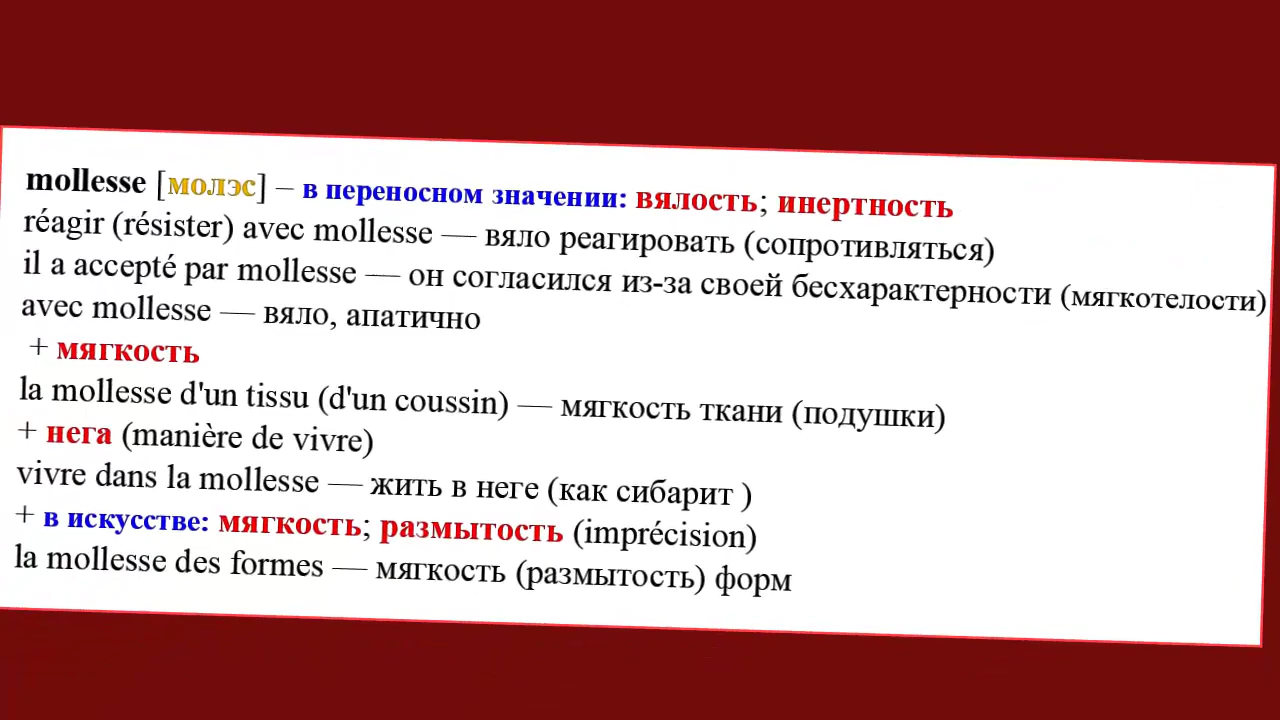 mollesse [молэс] – в переносном значении: вялость; инертность
réagir (résister) avec mollesse — вяло реагировать (сопротивляться)
il a accepté par mollesse — он согласился из-за своей бесхарактерности (мягкотелости)
avec mollesse — вяло, апатично
+ мягкость
la mollesse d'un tissu (d'un coussin) — мягкость ткани (подушки)
+ нега (manière de vivre)
vivre dans la mollesse — жить в неге (как сибарит )
+ в искусстве: мягкость; размытость (imprécision)
la mollesse des formes — мягкость (размытость) форм